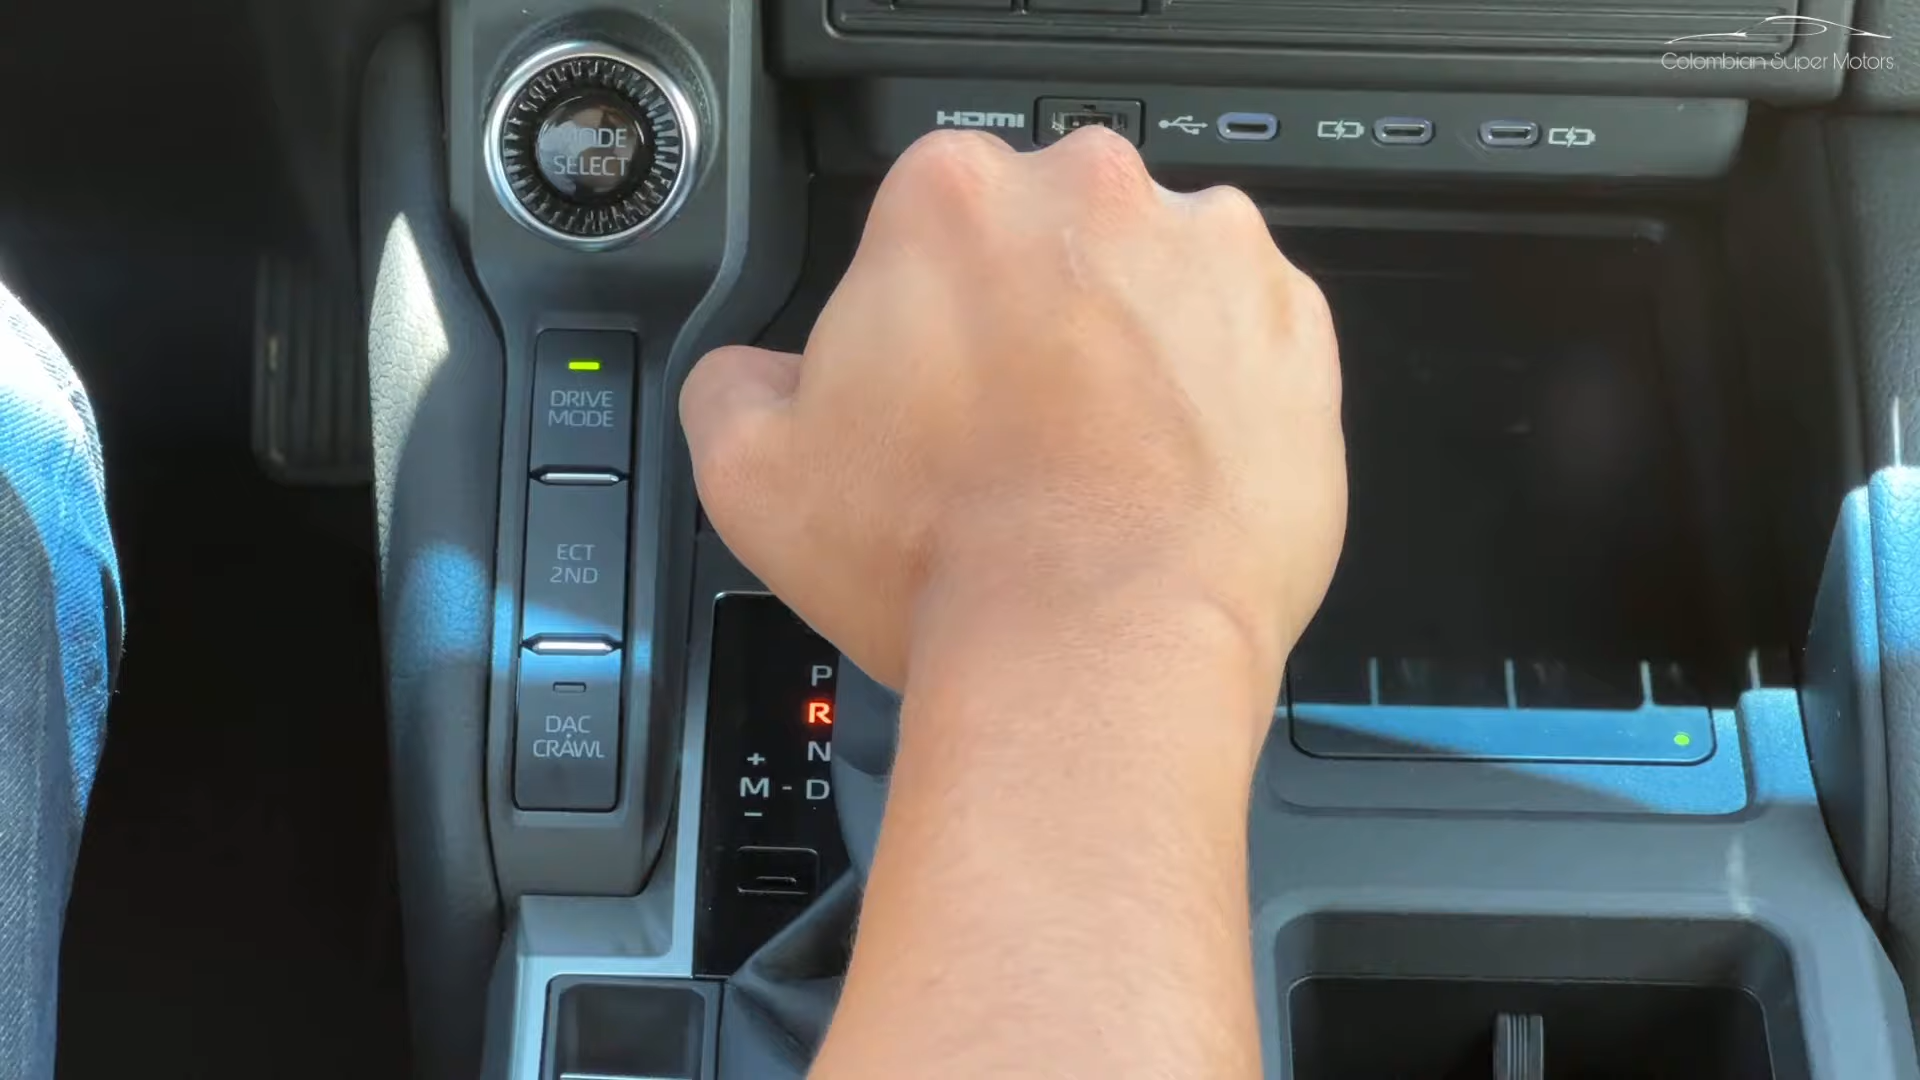 Colombian Super Motors
HDMI
MODE
SELECT
DRIVE
MODE
ECT
2ND
P
R
N
+
M - D
–
DAC
CRAWL